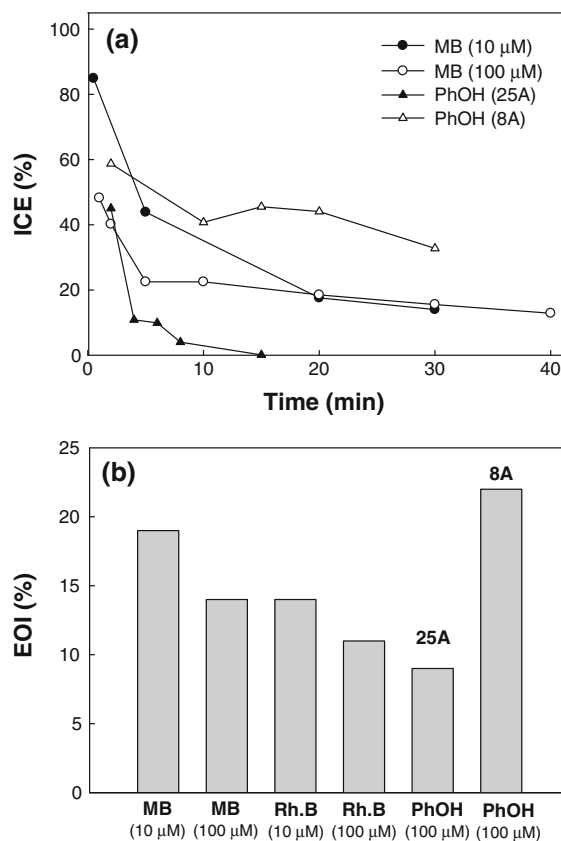 (a)
MB (10 μM)
MB (100 μM)
PhOH (25A)
PhOH (8A)
100
80
60
40
20
0
ICE (%)
0 10 20 30 40
Time (min)
(b)
8A
25A
25
20
15
10
5
0
EOI (%)
MB MB Rh.B Rh.B PhOH PhOH
(10 μM) (100 μM) (10 μM) (100 μM) (100 μM) (100 μM)